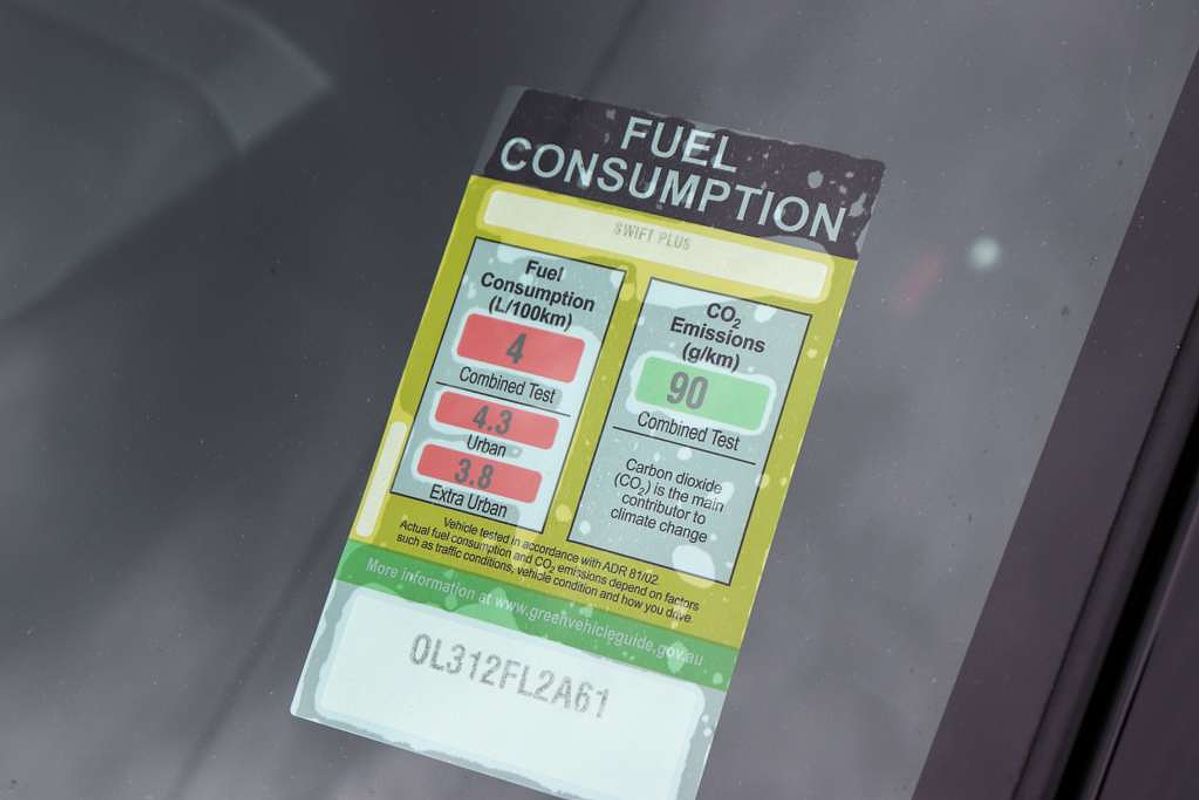 FUEL
CONSUMPTION
SWIFT PLUS
Fuel
Consumption
(L/100km)
4
Combined Test
4.3
Urban
3.8
Extra Urban
CO₂
Emissions
(g/km)
90
Combined Test
Carbon dioxide
(CO₂) is the main
contributor to
climate change
Vehicle tested in accordance with ADR 81/02.
Actual fuel consumption and CO₂ emissions depend on factors
such as traffic conditions, vehicle condition and how you drive.
More information at www.greenvehicleguide.gov.au
OL312FL2A61